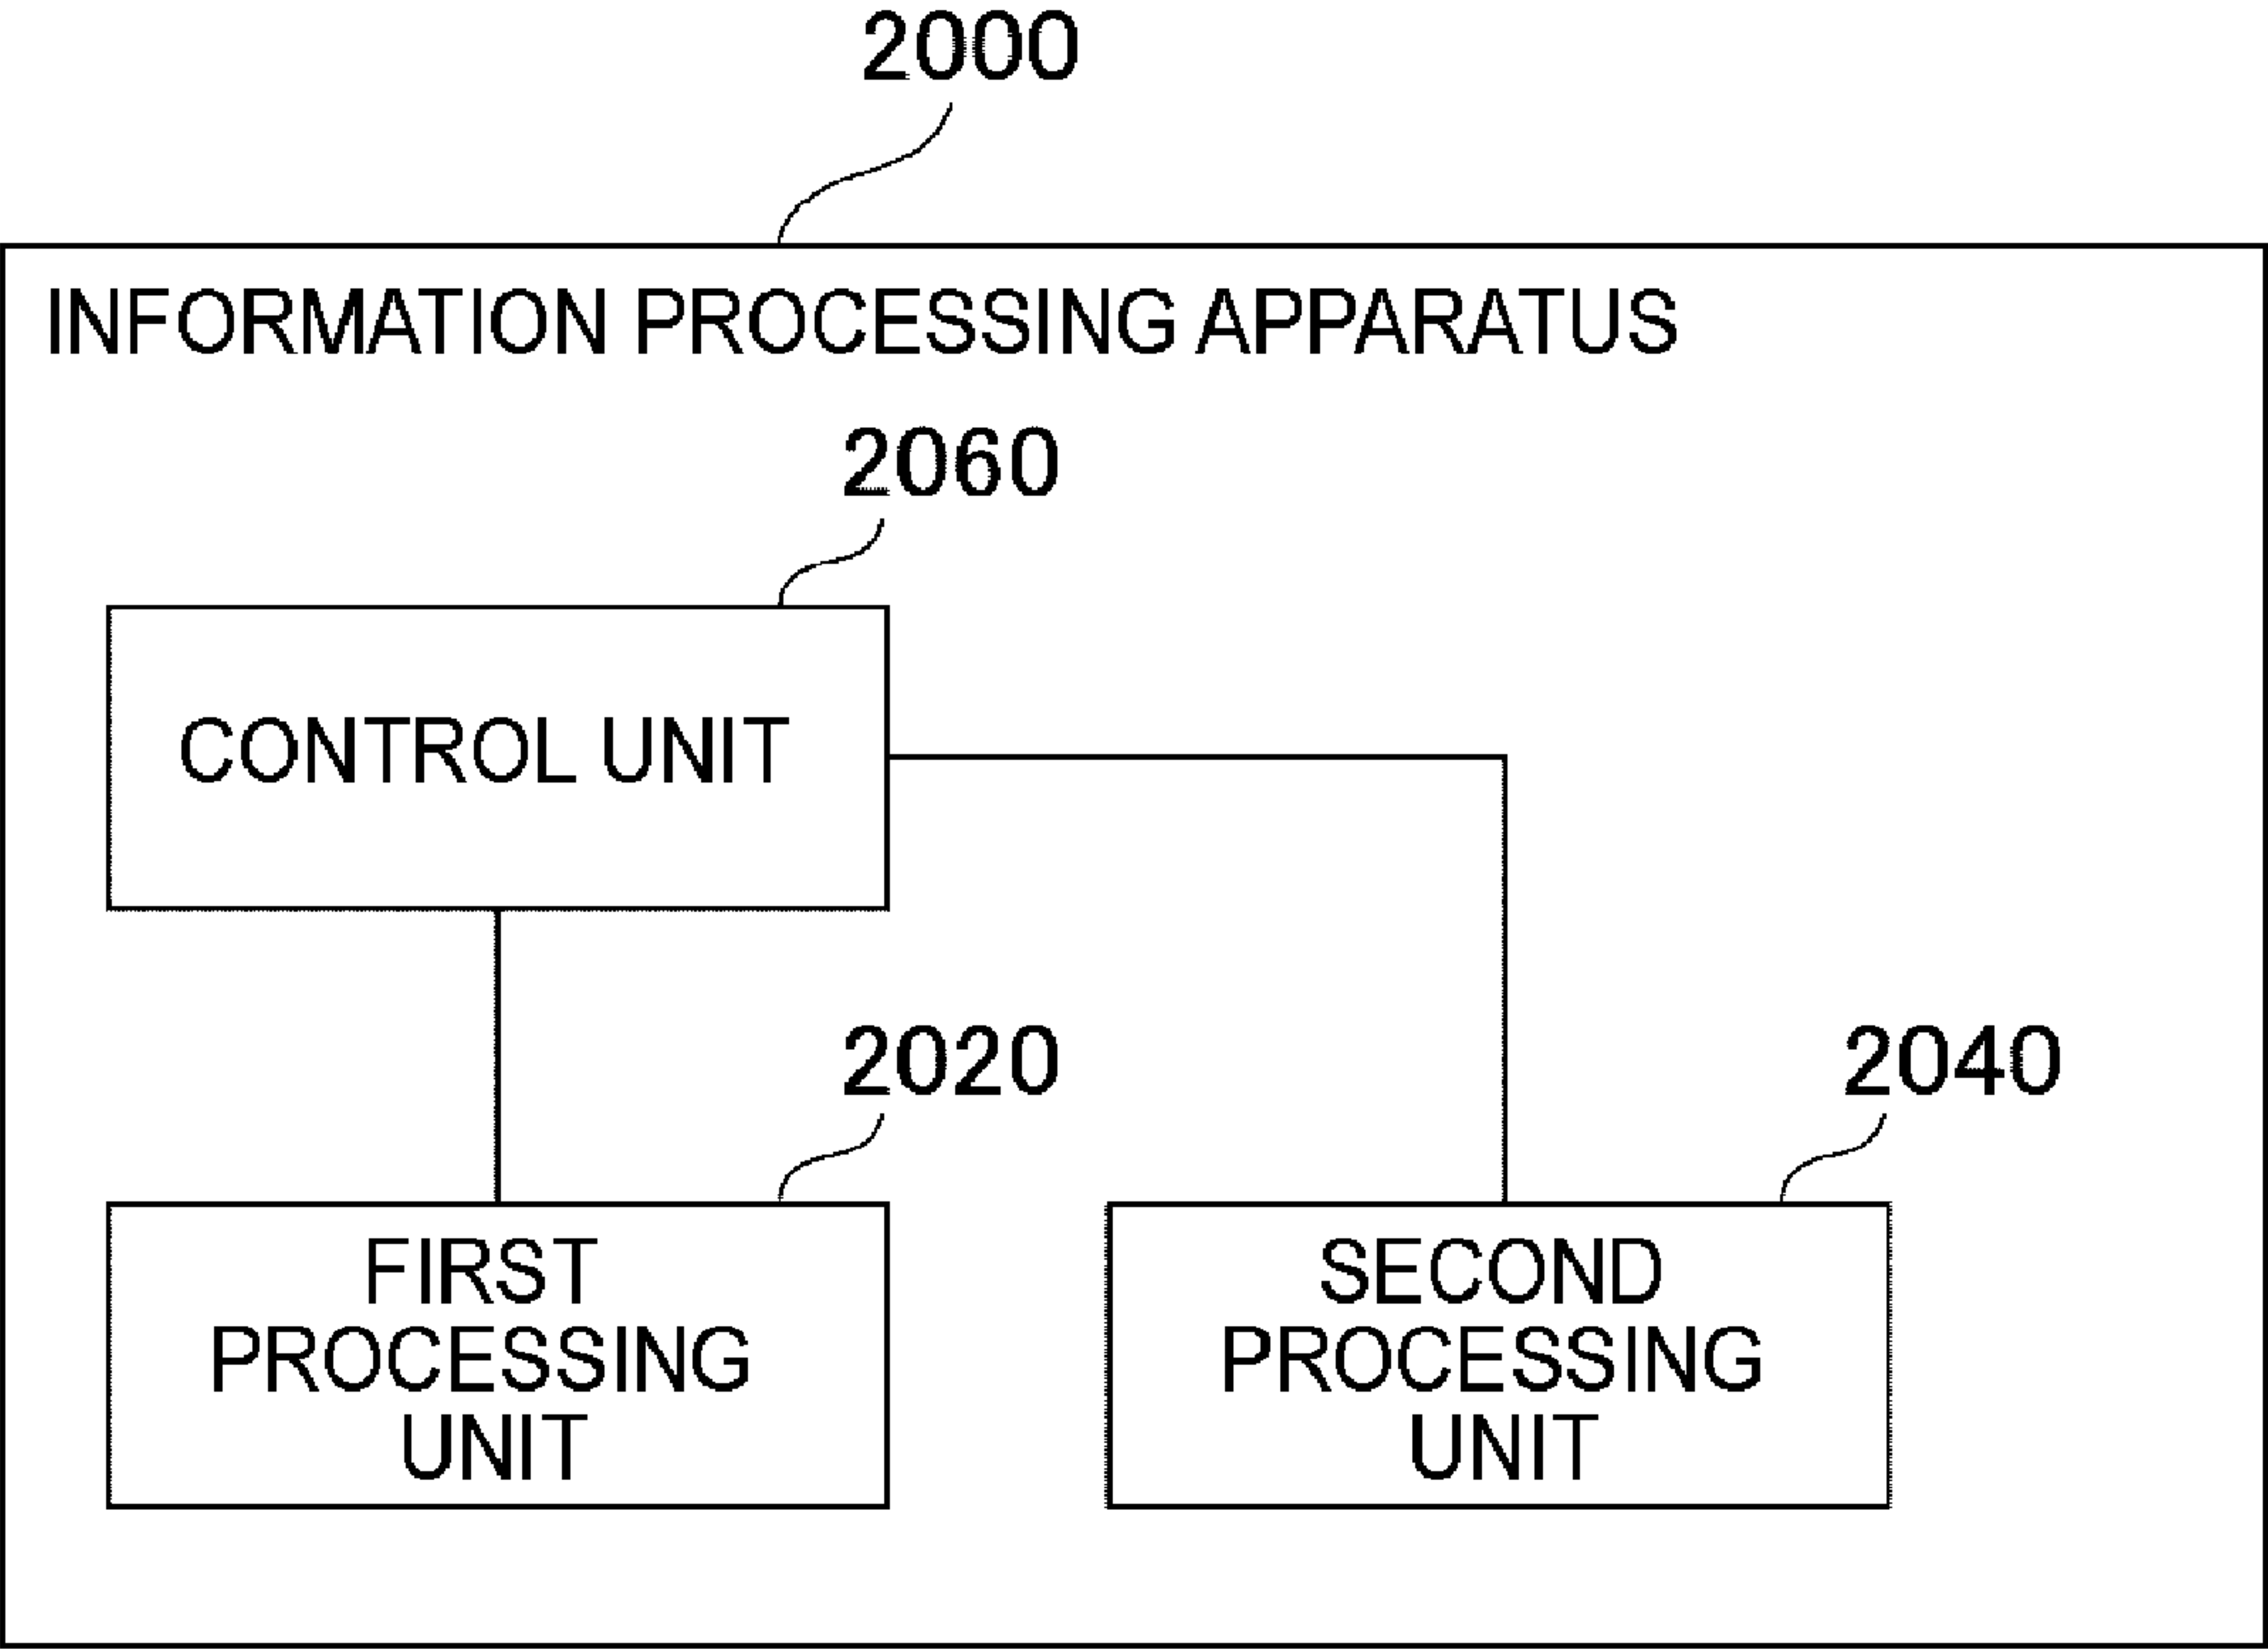 2000
INFORMATION PROCESSING APPARATUS
2060
CONTROL UNIT
2020
2040
FIRST
PROCESSING
UNIT
SECOND
PROCESSING
UNIT